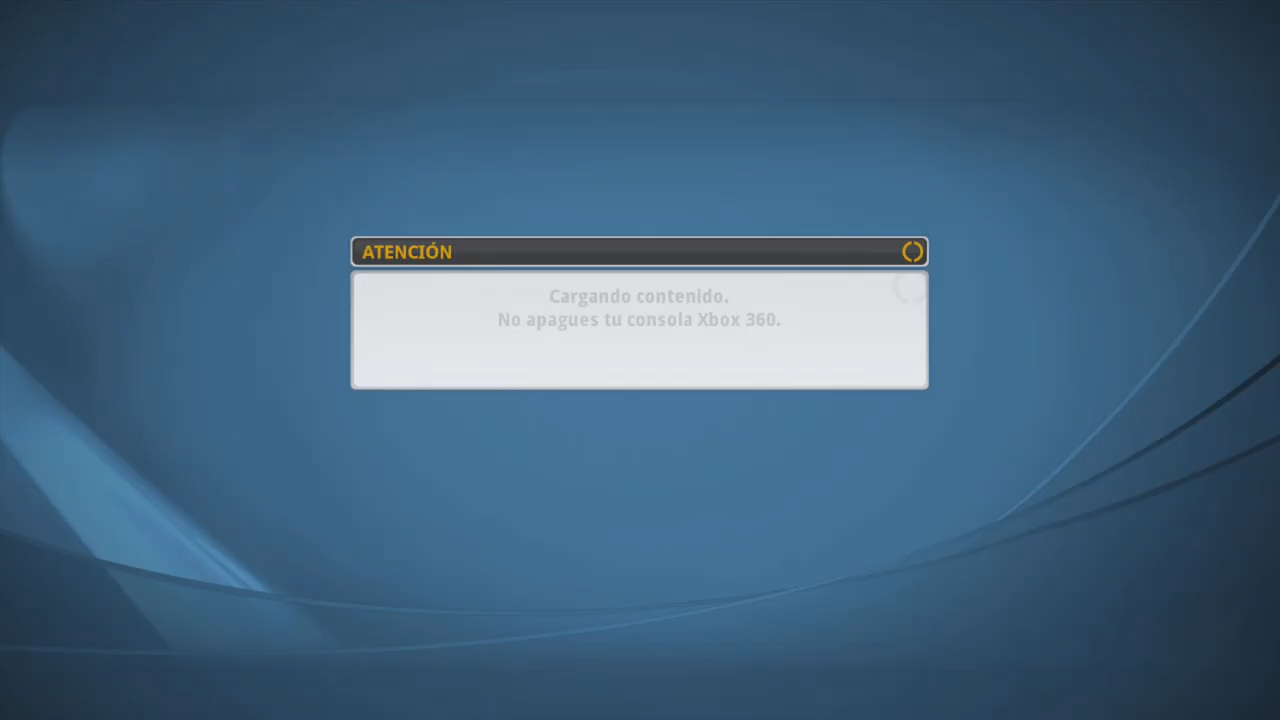 ATENCIÓN
Cargando contenido.
No apagues tu consola Xbox 360.